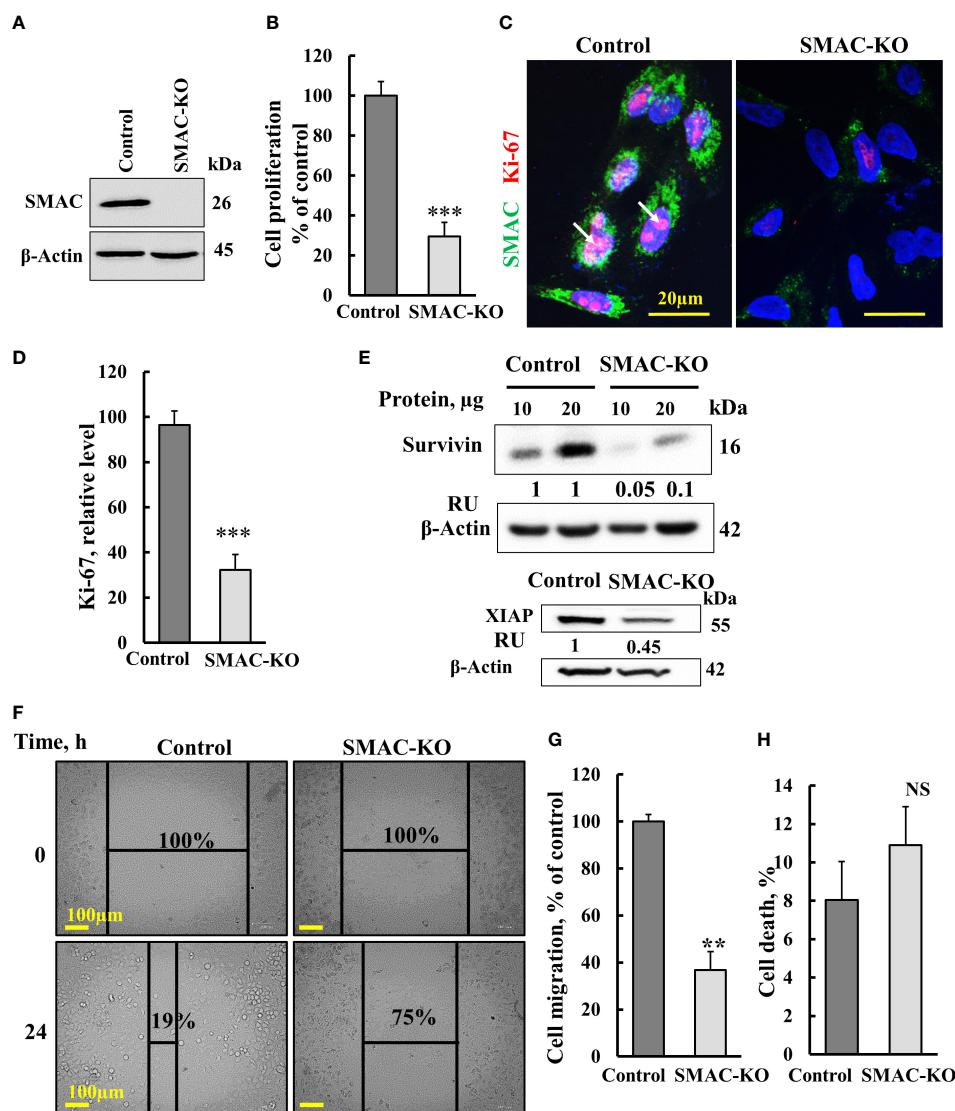 A
Control
SMAC-KO
kDa
SMAC
26
β-Actin
45
B
Cell proliferation
% of control
120
100
80
60
40
20
0
***
Control
SMAC-KO
C
Control
SMAC-KO
SMAC Ki-67
20μm
D
Ki-67, relative level
120
100
80
60
40
20
0
***
Control
SMAC-KO
E
Control SMAC-KO
Protein, μg 10 20 10 20 kDa
Survivin
16
RU 1 1 0.05 0.1
β-Actin
42
Control SMAC-KO
kDa
XIAP
55
RU 1 0.45
β-Actin
42
F
Time, h
Control
SMAC-KO
0
100%
100%
100μm
24
19%
75%
100μm
G
Cell migration, % of control
120
100
80
60
40
20
0
**
Control SMAC-KO
H
Cell death, %
14
12
10
8
6
4
2
0
NS
Control SMAC-KO